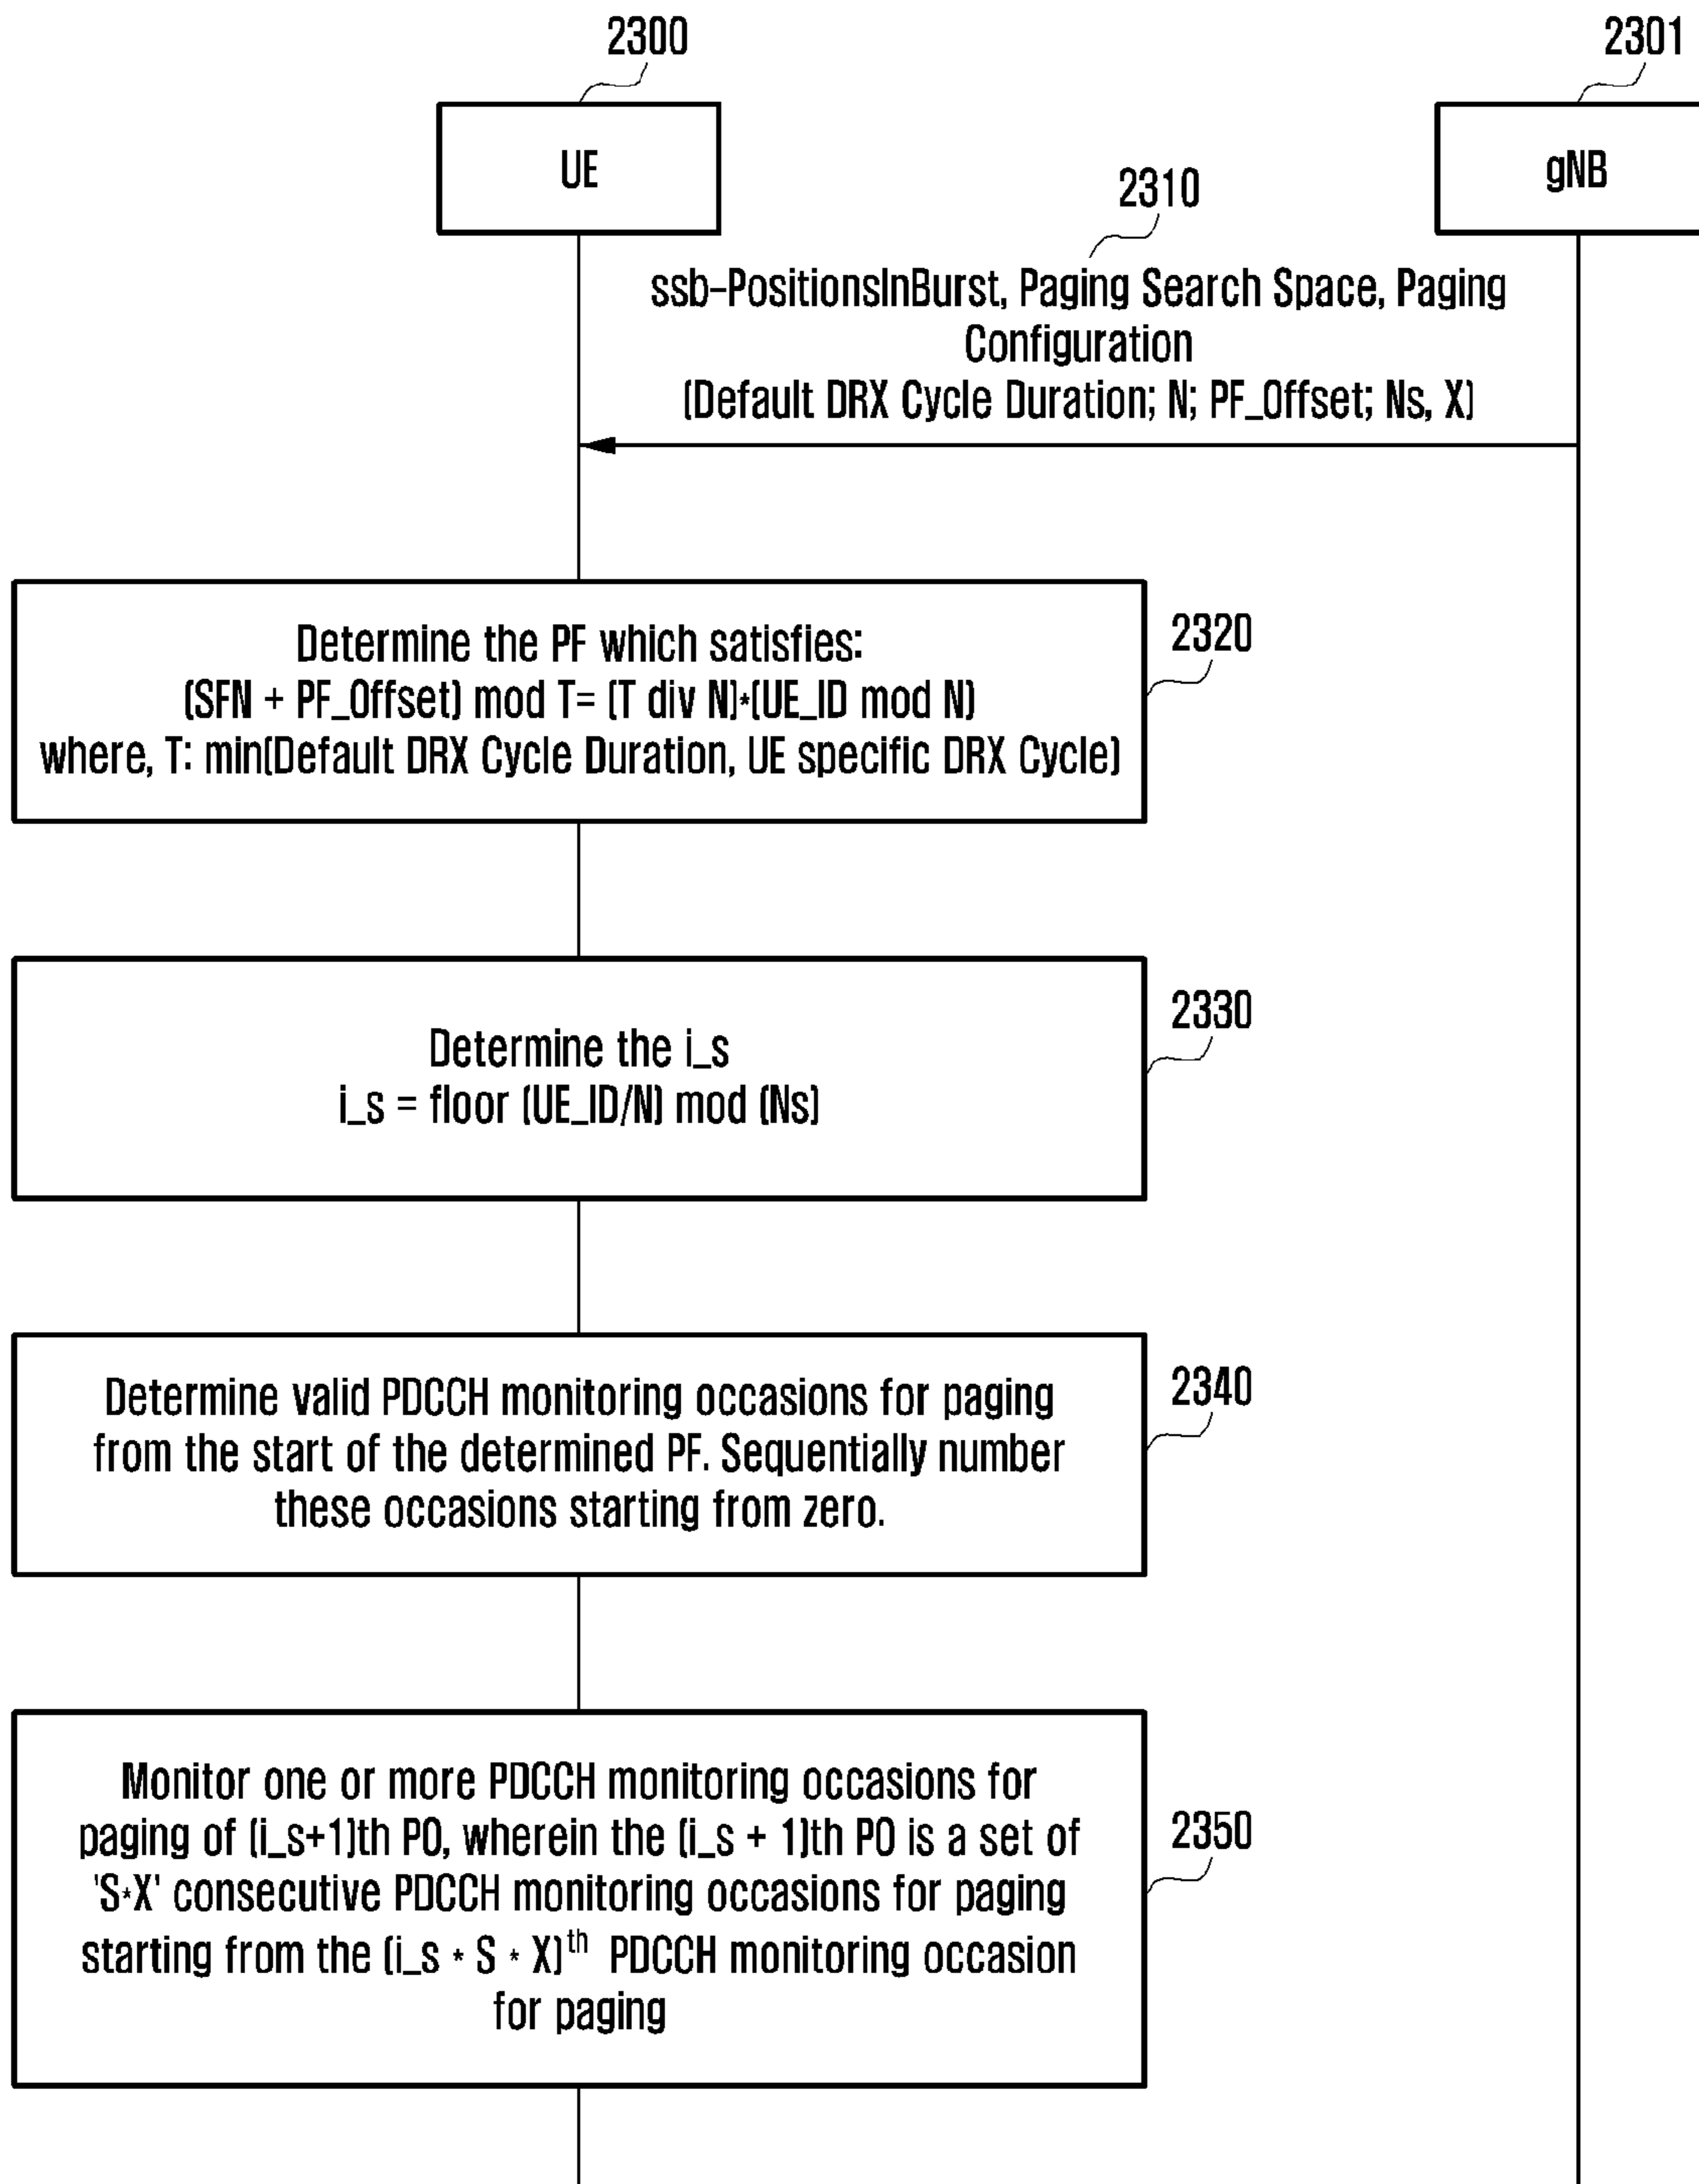 2300
2301
UE
gNB
2310
ssb-PositionsInBurst, Paging Search Space, Paging
Configuration
(Default DRX Cycle Duration; N; PF_Offset; Ns, X)
Determine the PF which satisfies:
(SFN + PF_Offset) mod T= (T div N)*(UE_ID mod N)
where, T: min(Default DRX Cycle Duration, UE specific DRX Cycle)
2320
Determine the i_s
i_s = floor (UE_ID/N) mod (Ns)
2330
Determine valid PDCCH monitoring occasions for paging
from the start of the determined PF. Sequentially number
these occasions starting from zero.
2340
Monitor one or more PDCCH monitoring occasions for
paging of (i_s+1)th PO, wherein the (i_s + 1)th PO is a set of
'S*X' consecutive PDCCH monitoring occasions for paging
starting from the (i_s * S * X)th PDCCH monitoring occasion
for paging
2350